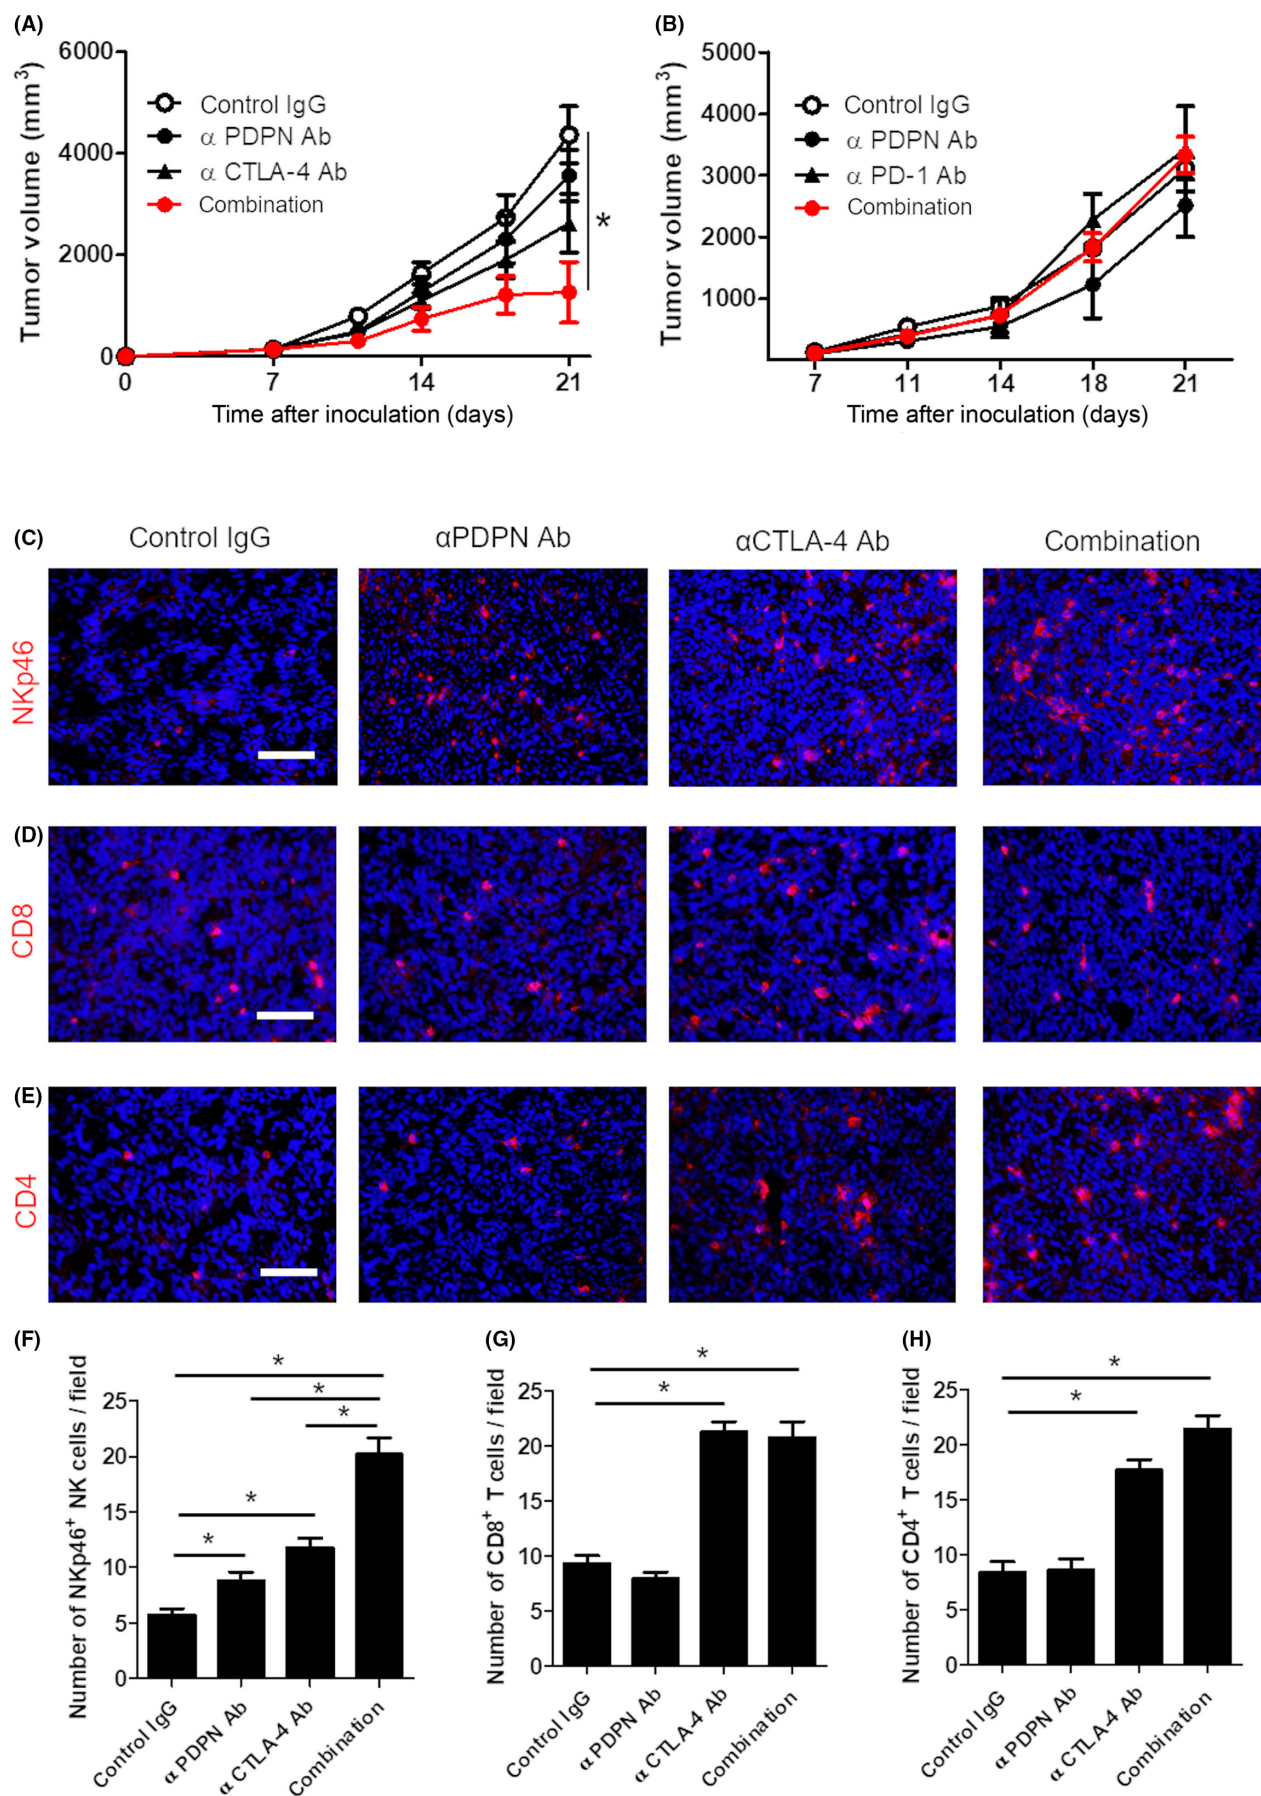 (A)
Tumor volume (mm3)
6000
4000
2000
0
Control IgG
α PDPN Ab
α CTLA-4 Ab
Combination
*
0 7 14 21
Time after inoculation (days)
(B)
Tumor volume (mm3)
5000
4000
3000
2000
1000
Control IgG
α PDPN Ab
α PD-1 Ab
Combination
7 11 14 18 21
Time after inoculation (days)
(C)
Control IgG αPDPN Ab αCTLA-4 Ab Combination
NKp46
(D)
CD8
(E)
CD4
(F)
Number of NKp46+ NK cells / field
25
20
15
10
5
0
*
*
*
*
*
Control IgG
α PDPN Ab
α CTLA-4 Ab
Combination
(G)
Number of CD8+ T cells / field
25
20
15
10
5
0
*
*
Control IgG
α PDPN Ab
α CTLA-4 Ab
Combination
(H)
Number of CD4+ T cells / field
25
20
15
10
5
0
*
*
Control IgG
α PDPN Ab
α CTLA-4 Ab
Combination